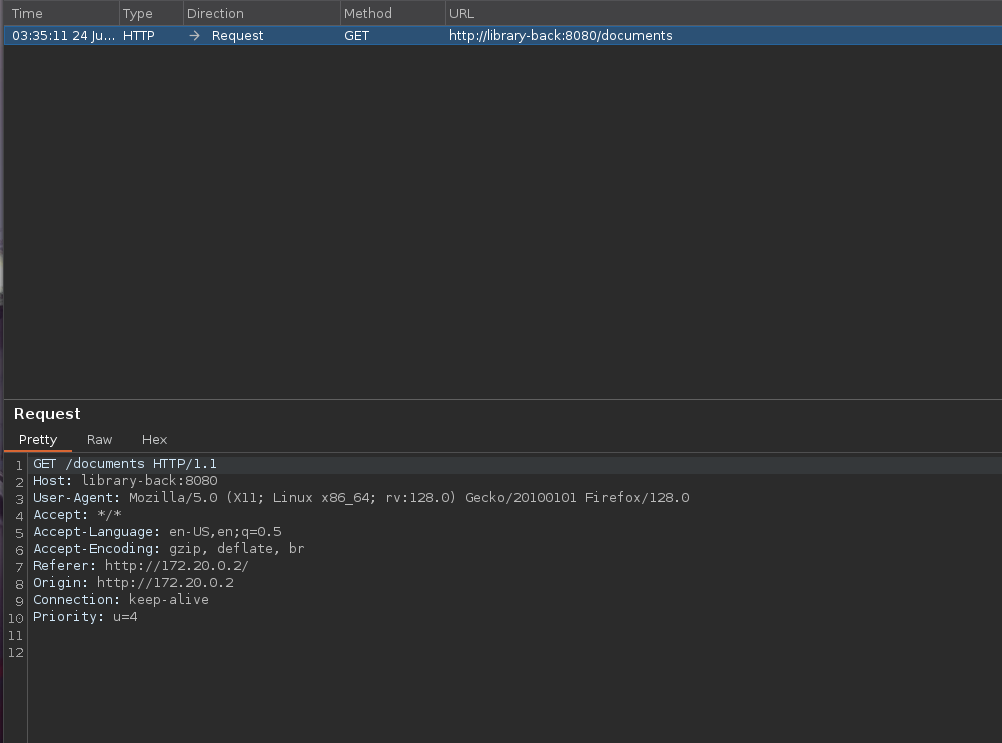 Time Type Direction Method URL
03:35:11 24 Ju... HTTP → Request GET http://library-back:8080/documents
Request
Pretty Raw Hex
1 GET /documents HTTP/1.1
2 Host: library-back:8080
3 User-Agent: Mozilla/5.0 (X11; Linux x86_64; rv:128.0) Gecko/20100101 Firefox/128.0
4 Accept: */*
5 Accept-Language: en-US,en;q=0.5
6 Accept-Encoding: gzip, deflate, br
7 Referer: http://172.20.0.2/
8 Origin: http://172.20.0.2
9 Connection: keep-alive
10 Priority: u=4
11
12